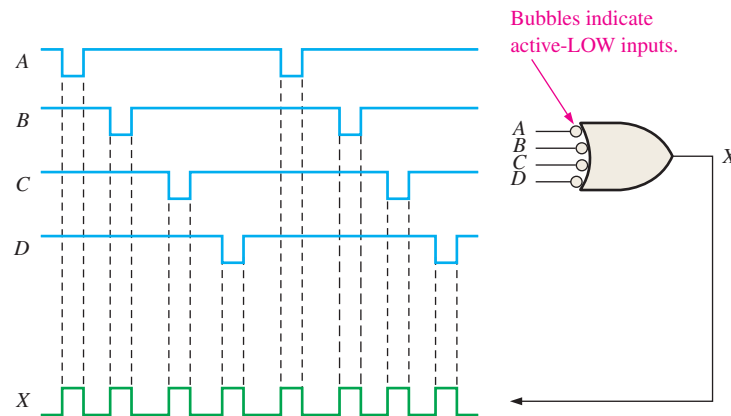 Bubbles indicate
active-LOW inputs.
A
B
C
D
X
A
B
C
D
X